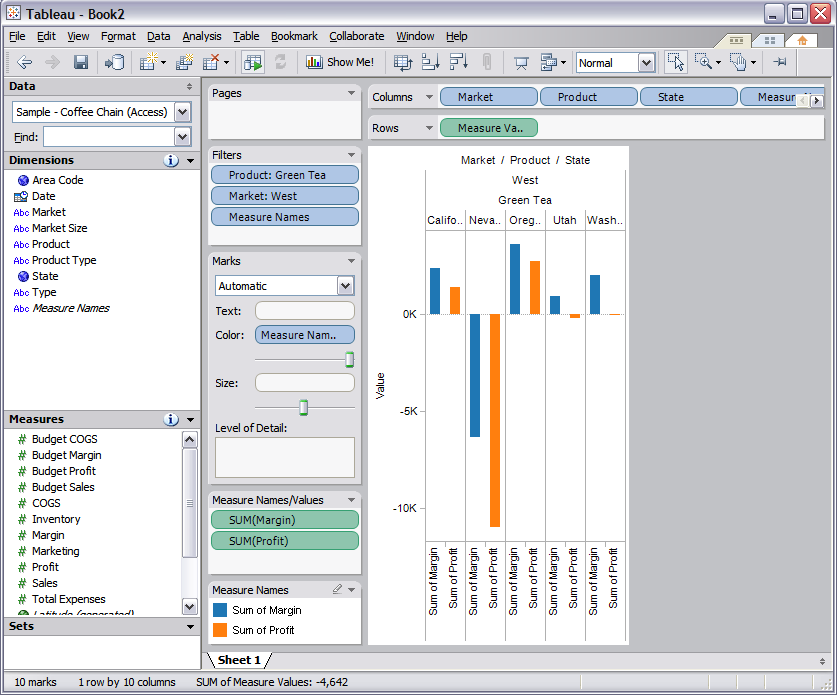 Tableau - Book2
File Edit View Format Data Analysis Table Bookmark Collaborate Window Help
Show Me! Normal
Data
Sample - Coffee Chain (Access)
Find:
Dimensions
Area Code
Date
Abc Market
Abc Market Size
Abc Product
Abc Product Type
State
Abc Type
Abc Measure Names
Measures
# Budget COGS
# Budget Margin
# Budget Profit
# Budget Sales
# COGS
# Inventory
# Margin
# Marketing
# Profit
# Sales
# Total Expenses
Latitude (generated)
Sets
Pages
Filters
Product: Green Tea
Market: West
Measure Names
Marks
Automatic
Text:
Color: Measure Nam..
Size:
Level of Detail:
Measure Names/Values
SUM(Margin)
SUM(Profit)
Measure Names
Sum of Margin
Sum of Profit
Columns Market Product State Measur
Rows Measure Va..
Market / Product / State
West
Green Tea
Califo.. Neva.. Oreg.. Utah Wash..
0K
-5K
-10K
Value
Sum of Margin Sum of Profit Sum of Margin Sum of Profit Sum of Margin Sum of Profit Sum of Margin Sum of Profit Sum of Margin Sum of Profit
Sheet 1
10 marks 1 row by 10 columns SUM of Measure Values: -4,642